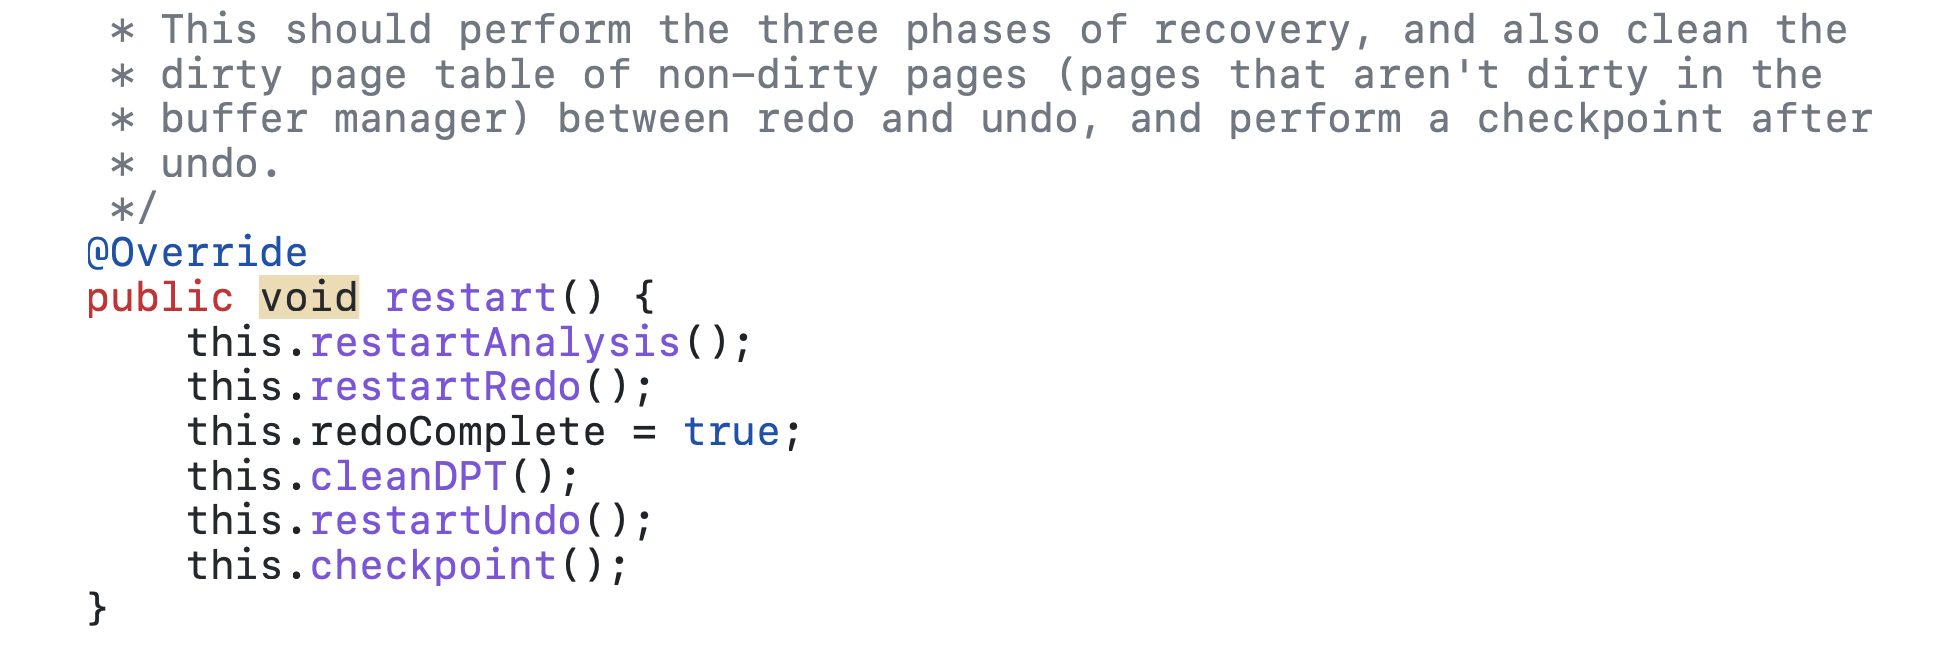 * This should perform the three phases of recovery, and also clean the
* dirty page table of non-dirty pages (pages that aren't dirty in the
* buffer manager) between redo and undo, and perform a checkpoint after
* undo.
*/
@Override
public void restart() {
this.restartAnalysis();
this.restartRedo();
this.redoComplete = true;
this.cleanDPT();
this.restartUndo();
this.checkpoint();
}